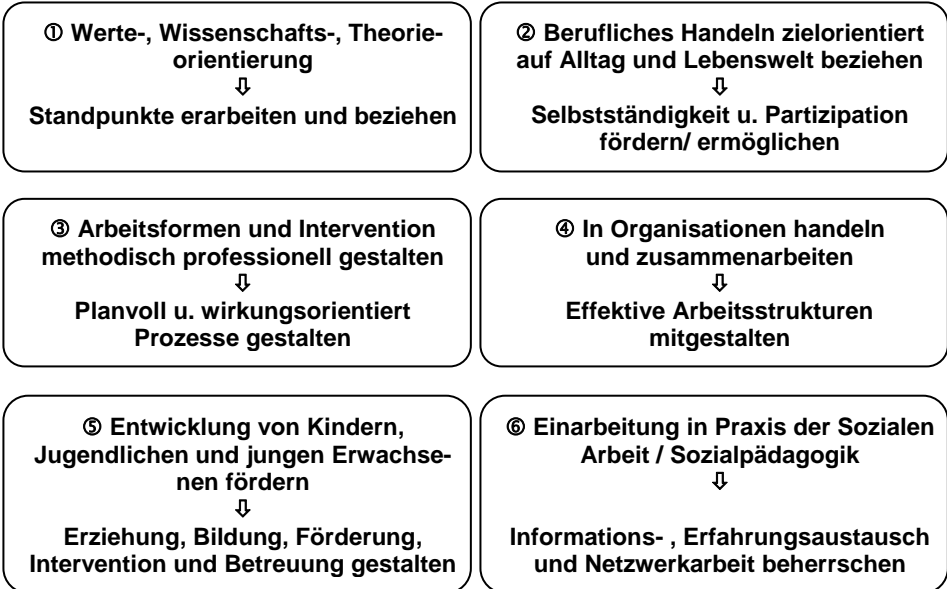 ① Werte-, Wissenschafts-, Theorie-
orientierung
⇩
Standpunkte erarbeiten und beziehen
② Berufliches Handeln zielorientiert
auf Alltag und Lebenswelt beziehen
⇩
Selbstständigkeit u. Partizipation
fördern/ ermöglichen
③ Arbeitsformen und Intervention
methodisch professionell gestalten
⇩
Planvoll u. wirkungsorientiert
Prozesse gestalten
④ In Organisationen handeln
und zusammenarbeiten
⇩
Effektive Arbeitsstrukturen
mitgestalten
⑤ Entwicklung von Kindern,
Jugendlichen und jungen Erwachse-
nen fördern
⇩
Erziehung, Bildung, Förderung,
Intervention und Betreuung gestalten
⑥ Einarbeitung in Praxis der Sozialen
Arbeit / Sozialpädagogik
⇩
Informations- , Erfahrungsaustausch
und Netzwerkarbeit beherrschen